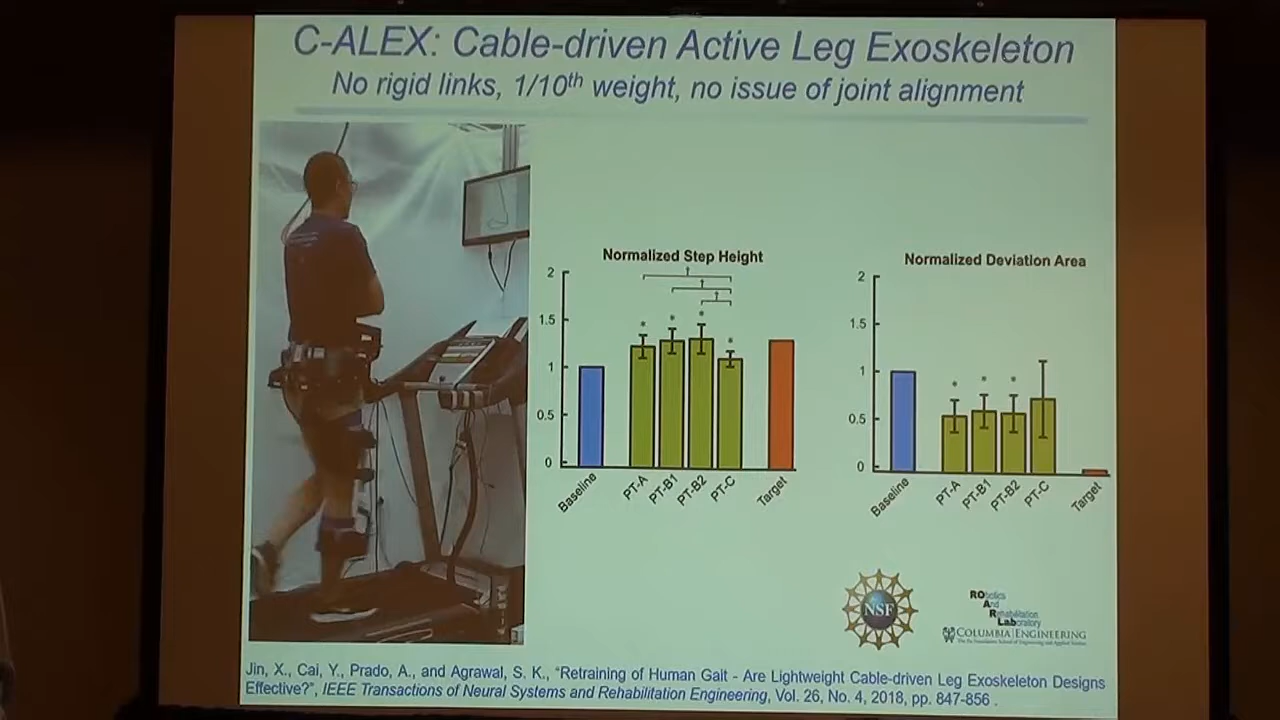 C-ALEX: Cable-driven Active Leg Exoskeleton
No rigid links, 1/10th weight, no issue of joint alignment
Normalized Step Height
2
1.5
1
0.5
0
*
*
*
*
Baseline
PT-A
PT-B1
PT-B2
PT-C
Target
Normalized Deviation Area
2
1.5
1
0.5
0
*
*
*
Baseline
PT-A
PT-B1
PT-B2
PT-C
Target
NSF
RObotics
And
Rehabilitation
Laboratory
COLUMBIA | ENGINEERING
Jin, X., Cai, Y., Prado, A., and Agrawal, S. K., “Retraining of Human Gait - Are Lightweight Cable-driven Leg Exoskeleton Designs
Effective?”, IEEE Transactions of Neural Systems and Rehabilitation Engineering, Vol. 26, No. 4, 2018, pp. 847-856 .